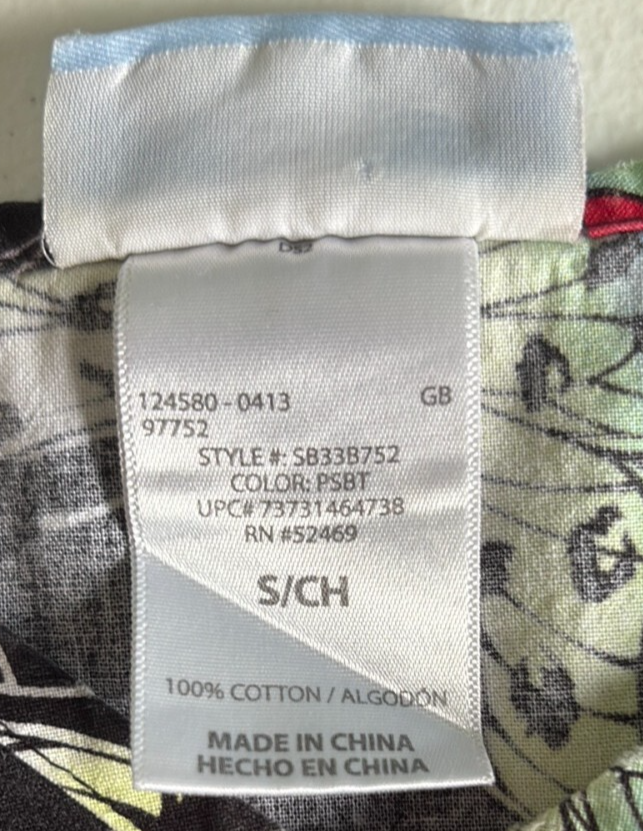 124580-0413 GB
97752
STYLE #: SB33B752
COLOR: PSBT
UPC# 73731464738
RN #52469
S/CH
100% COTTON / ALGODÓN
MADE IN CHINA
HECHO EN CHINA